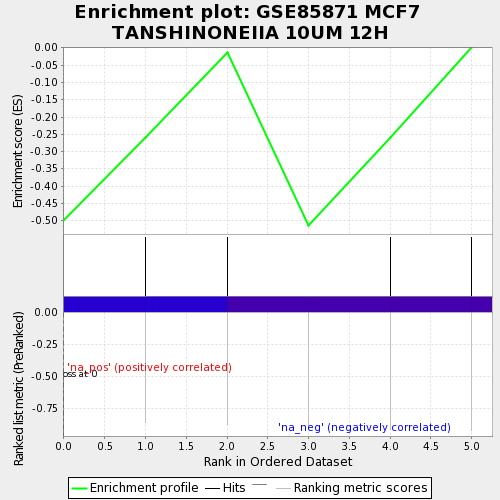 Enrichment plot: GSE85871 MCF7
TANSHINONEIIA 10UM 12H
Enrichment score (ES)
0.00
-0.05
-0.10
-0.15
-0.20
-0.25
-0.30
-0.35
-0.40
-0.45
-0.50
Ranked list metric (PreRanked)
0.00
-0.25
-0.50
-0.75
'na_pos' (positively correlated)
oss at 0
'na_neg' (negatively correlated)
0.0 0.5 1.0 1.5 2.0 2.5 3.0 3.5 4.0 4.5 5.0
Rank in Ordered Dataset
Enrichment profile Hits Ranking metric scores